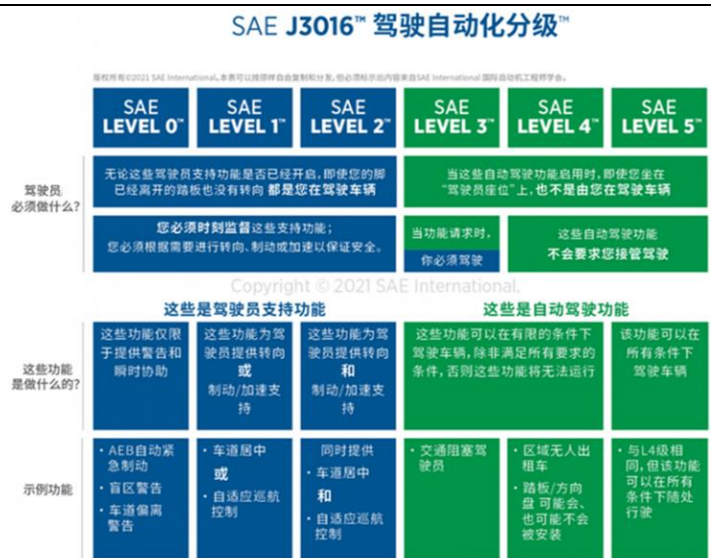 SAE J3016™ 驾驶自动化分级™
版权所有©2021 SAE International。本表可以按原样自由复制和分发,但必须标示出内容来自SAE International 国际自动机工程师学会。
SAE LEVEL 0™
SAE LEVEL 1™
SAE LEVEL 2™
SAE LEVEL 3™
SAE LEVEL 4™
SAE LEVEL 5™
驾驶员
必须做什么?
无论这些驾驶员支持功能是否已经开启,即使您的脚
已经离开的踏板也没有转向 都是您在驾驶车辆
当这些自动驾驶功能启用时,即使您坐在
“驾驶员座位”上,也不是由您在驾驶车辆
您必须时刻监督这些支持功能;
您必须根据需要进行转向、制动或加速以保证安全。
当功能请求时,
你必须驾驶
这些自动驾驶功能
不会要求您接管驾驶
Copyright © 2021 SAE International.
这些是驾驶员支持功能
这些是自动驾驶功能
这些功能
是做什么的?
这些功能仅限
于提供警告和
瞬时协助
这些功能为驾
驶员提供转向
或
制动/加速支
持
这些功能为驾
驶员提供转向
和
制动/加速支
持
这些功能可以在有限的条件下
驾驶车辆,除非满足所有要求的
条件,否则这些功能将无法运行
该功能可以在
所有条件下
驾驶车辆
示例功能
• AEB自动紧
急制动
• 盲区警告
• 车道偏离
警告
• 车道居中
或
• 自适应巡航
控制
同时提供
• 车道居中
和
• 自适应巡航
控制
• 交通阻塞驾
驶员
• 区域无人出
租车
• 踏板/方向
盘 可能会、
也可能不会
被安装
• 与L4级相
同,但该功能
可以在所有
条件下随处
行驶